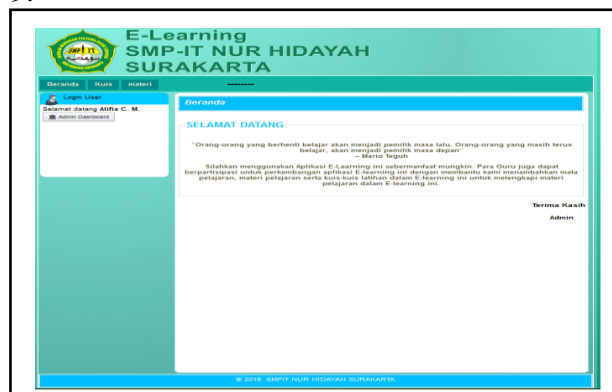 E-Learning
SMP-IT NUR HIDAYAH
SURAKARTA
SMP IT
Beranda Kuis materi
Login User
Selamat datang Alifia C. M.
Admin Dashboard
Beranda
SELAMAT DATANG
"Orang-orang yang berhenti belajar akan menjadi pemilik masa lalu. Orang-orang yang masih terus
belajar, akan menjadi pemilik masa depan"
– Mario Teguh
Silahkan menggunakan Aplikasi E-Learning ini sebermanfaat mungkin. Para Guru juga dapat
berpartisipasi untuk perkembangan aplikasi E-learning ini dengan membantu kami menambahkan mata
pelajaran, materi pelajaran serta kuis-kuis latihan dalam E-learning ini untuk melengkapi materi
pelajaran dalam E-learning ini.
Terima Kasih
Admin
© 2016. SMPIT NUR HIDAYAH SURAKARTA